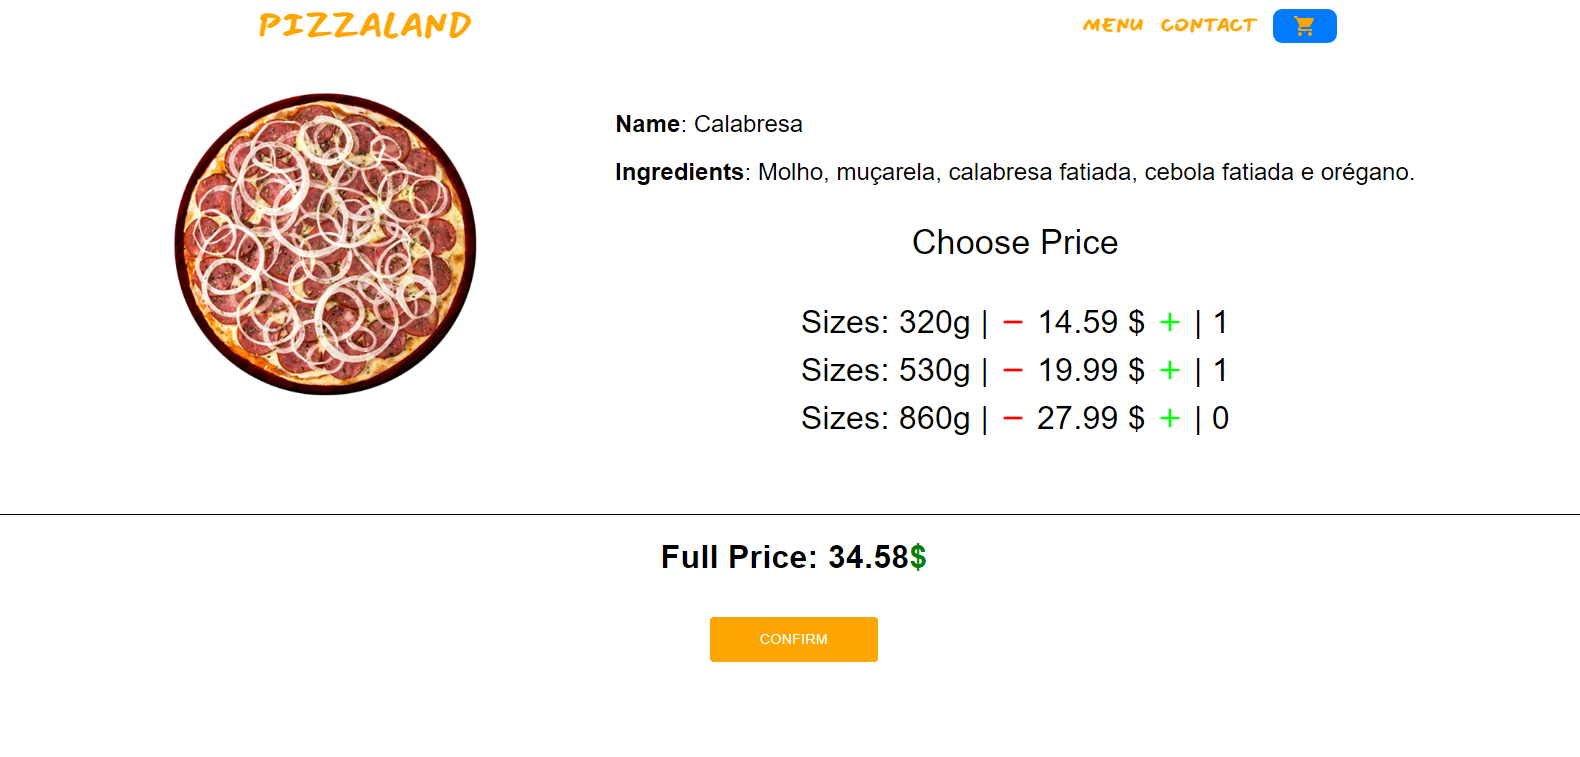 PIZZALAND
MENU CONTACT
Name: Calabresa
Ingredients: Molho, muçarela, calabresa fatiada, cebola fatiada e orégano.
Choose Price
Sizes: 320g | − 14.59 $ + | 1
Sizes: 530g | − 19.99 $ + | 1
Sizes: 860g | − 27.99 $ + | 0
Full Price: 34.58$
CONFIRM